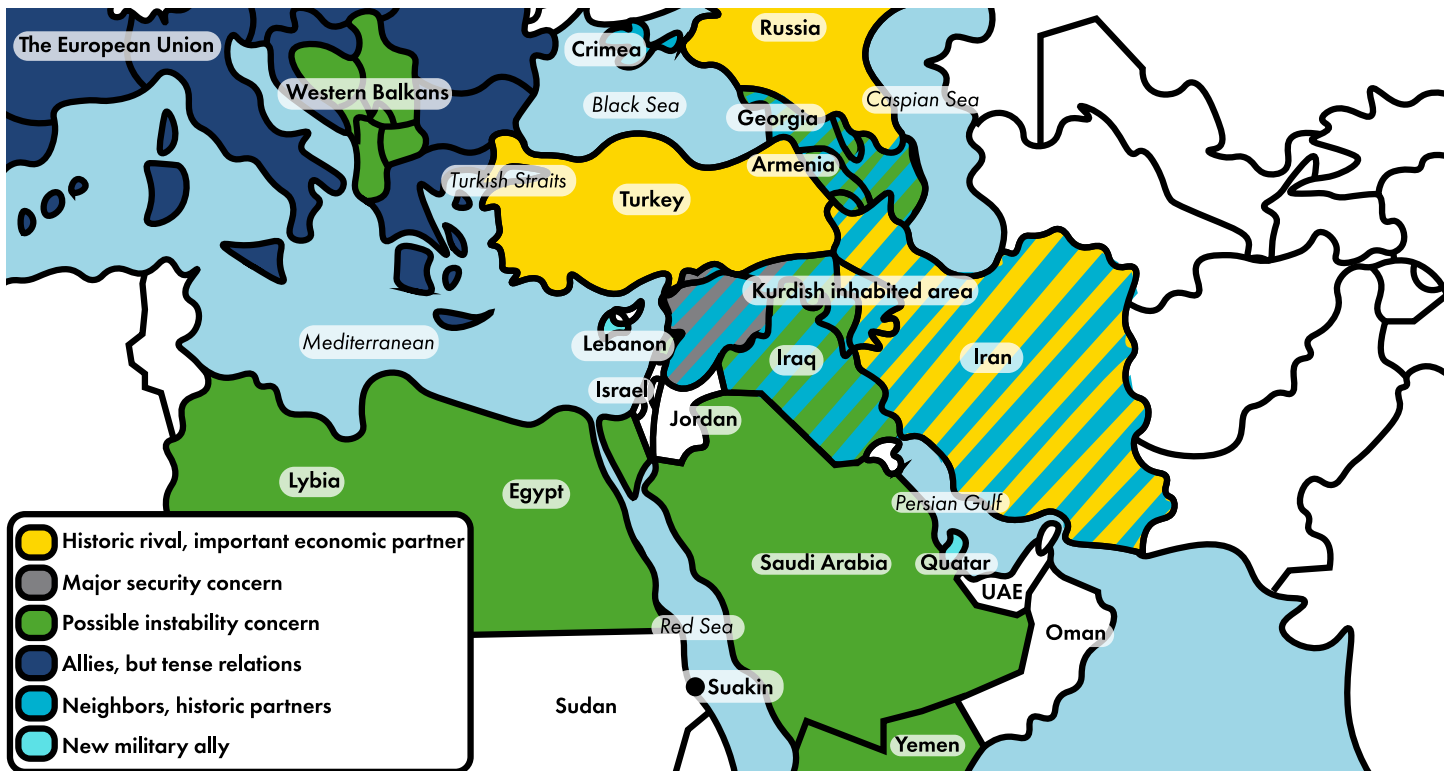 Russia
The European Union
Crimea
Western Balkans
Black Sea
Caspian Sea
Georgia
Armenia
Turkish Straits
Turkey
Kurdish inhabited area
Mediterranean
Lebanon
Iraq
Iran
Israel
Jordan
Lybia
Egypt
Persian Gulf
Saudi Arabia
Quatar
UAE
Red Sea
Oman
Suakin
Sudan
Yemen
Historic rival, important economic partner
Major security concern
Possible instability concern
Allies, but tense relations
Neighbors, historic partners
New military ally